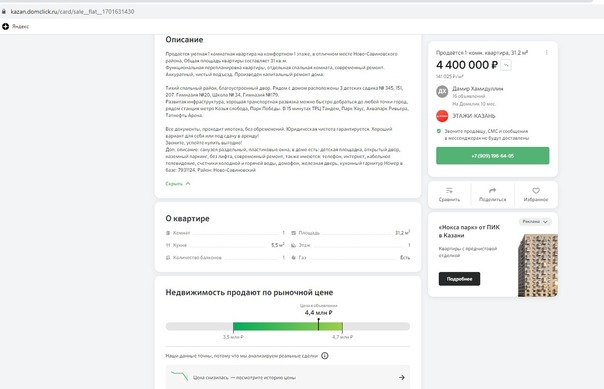 kazan.domclick.ru/card/sale__flat__1701631430
Яндекс
Описание
Продается уютная 1 комнатная квартира на комфортном 1 этаже, в отличном месте Ново-Савиновского
района, Общая площадь квартиры составляет 31 кв.м.
Функциональная перепланировка квартиры, отдельная спальная комната, современный ремонт.
Аккуратный, чистый подъезд. Произведен капитальный ремонт дома.
Тихий спальный район, благоустроенный двор. Рядом с домом расположены 3 детских садика № 345, 151,
207. Гимназия №20, Школа № 34, Гимназия №179.
Развитая инфраструктура, хорошая транспортная развязка можно быстро добраться до любой точки город,
рядом станция метро Козья слобода, Парк Победы. В 15 минутах ТРЦ Тандем, Парк Хаус, Аквапарк Ривьера,
Татнефть Арена.
Все документы, проходит ипотека, без обременений. Юридическая чистота гарантируется. Хороший
вариант для себя или под сдачу в аренду!
Звоните, успейте купить выгодно!
Доп. описание: санузел раздельный, пластиковые окна, в доме есть: детская площадка, открытый двор,
наземный паркинг, без лифта, современный ремонт, также имеются: телефон, интернет, кабельное
телевидение, счетчики холодной и горячей воды, домофон, железная дверь, кухонный гарнитур Номер в
базе: 7931124. Район: Ново-Савиновский
Скрыть
О квартире
Комнат 1
Площадь 31,2 м²
Кухня 5,5 м²
Этаж 1
Количество балконов 1
Газ Есть
Недвижимость продают по рыночной цене
Цена в объявлении
4,4 млн ₽
3,5 млн ₽
4,7 млн ₽
Наши данные точны, потому что мы анализируем реальные сделки
Цена снизилась — посмотрите историю цены
Продаётся 1-комн. квартира, 31,2 м²
4 400 000 ₽
141 025 ₽/м²
ДХ
Дамир Хамидуллин
16 объявлений
На Домклик 10 мес.
ЭТАЖИ-КАЗАНЬ
Звоните продавцу, СМС и сообщения
в мессенджерах не будут доставлены
+7 (909) 196-64-05
Сравнить
Поделиться
Избранное
Реклама
«Нокса парк» от ПИК
в Казани
Квартиры с предчистовой
отделкой
Подробнее